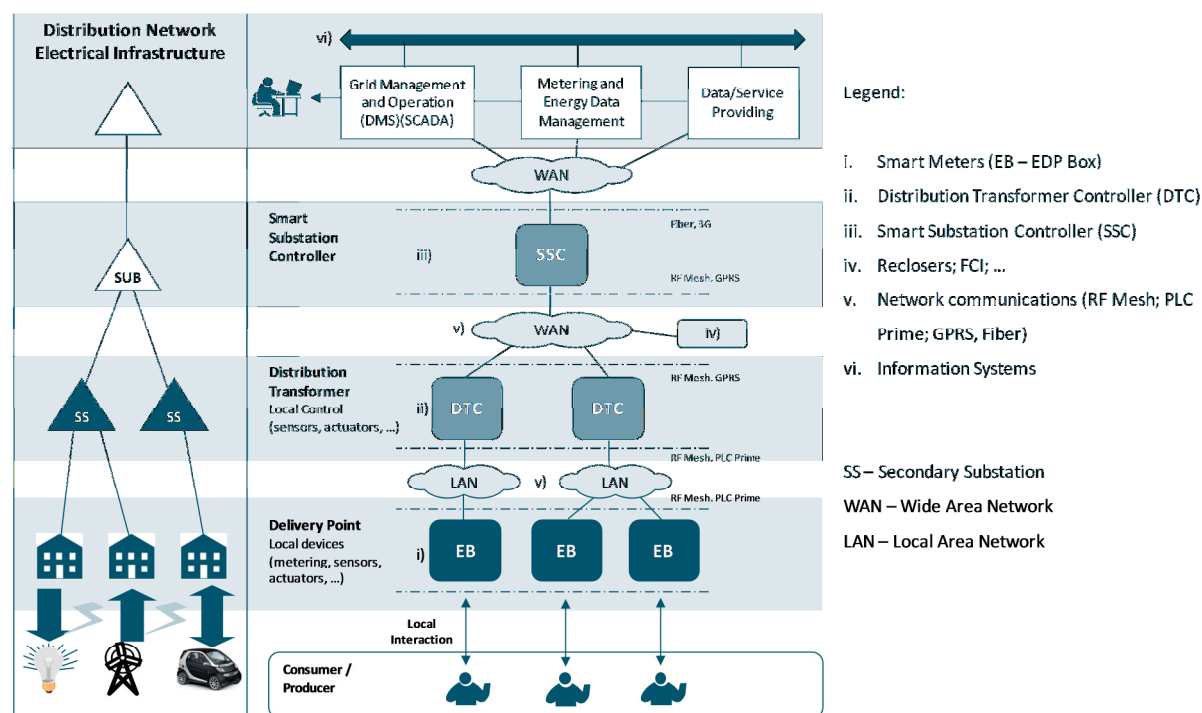 Distribution Network
Electrical Infrastructure
vi)
Grid Management
and Operation
(DMS)(SCADA)
Metering and
Energy Data
Management
Data/Service
Providing
WAN
Smart
Substation
Controller
iii)
SSC
Fiber, 3G
RF Mesh, GPRS
SUB
v)
WAN
iv)
Distribution
Transformer
Local Control
(sensors, actuators, ...)
ii)
DTC
DTC
RF Mesh, GPRS
RF Mesh, PLC Prime
SS
SS
LAN
v)
LAN
RF Mesh, PLC Prime
Delivery Point
Local devices
(metering, sensors,
actuators, ...)
i)
EB
EB
EB
Local
Interaction
Consumer /
Producer
Legend:
i. Smart Meters (EB – EDP Box)
ii. Distribution Transformer Controller (DTC)
iii. Smart Substation Controller (SSC)
iv. Reclosers; FCI; ...
v. Network communications (RF Mesh; PLC
Prime; GPRS, Fiber)
vi. Information Systems
SS – Secondary Substation
WAN – Wide Area Network
LAN – Local Area Network